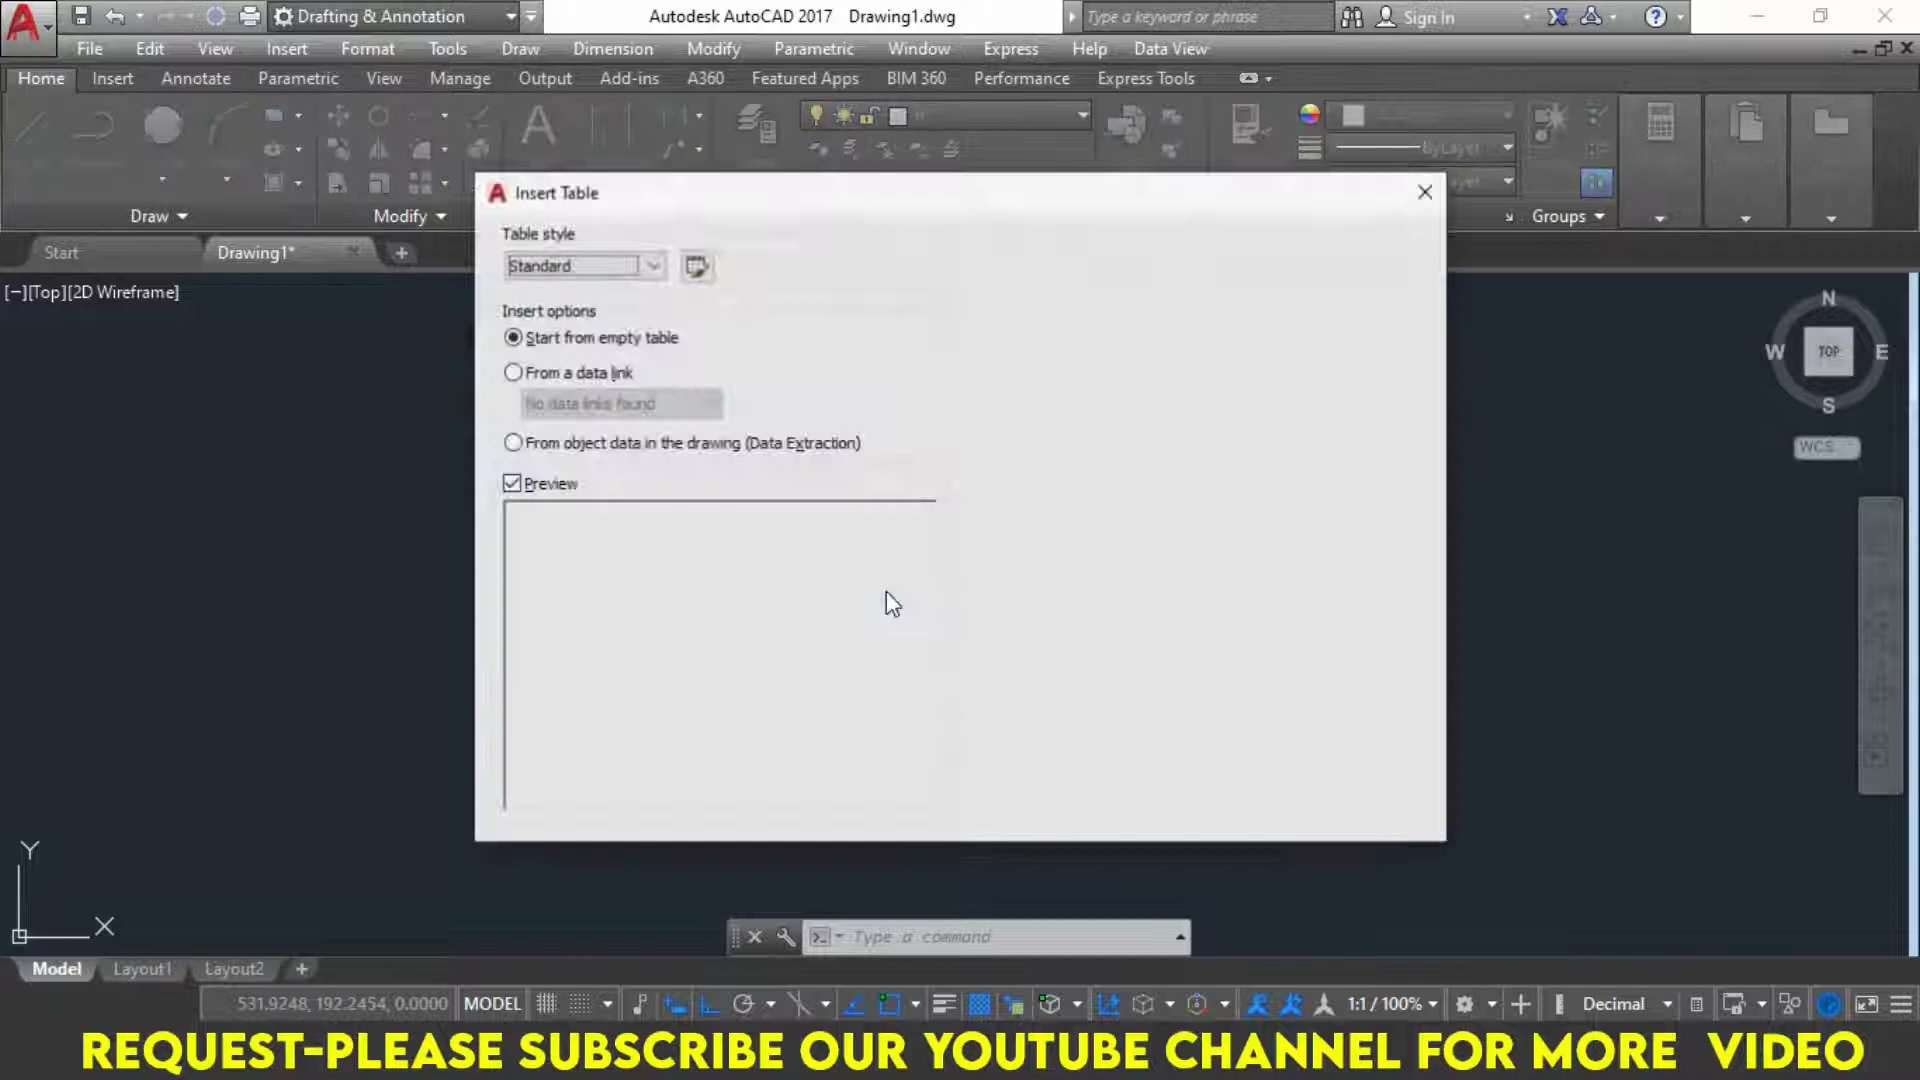 Drafting & Annotation
Autodesk AutoCAD 2017 Drawing1.dwg
Type a keyword or phrase
Sign In
File Edit View Insert Format Tools Draw Dimension Modify Parametric Window Express Help Data View
Home Insert Annotate Parametric View Manage Output Add-ins A360 Featured Apps BIM 360 Performance Express Tools
ByLayer
Draw Modify Groups
Start Drawing1* +
[−][Top][2D Wireframe]
Insert Table
Table style
Standard
Insert options
Start from empty table
From a data link
No data links found
From object data in the drawing (Data Extraction)
Preview
N
W TOP E
S
WCS
Y
X
Type a command
Model Layout1 Layout2 +
531.9248, 192.2454, 0.0000 MODEL 1:1 / 100% Decimal
REQUEST-PLEASE SUBSCRIBE OUR YOUTUBE CHANNEL FOR MORE VIDEO